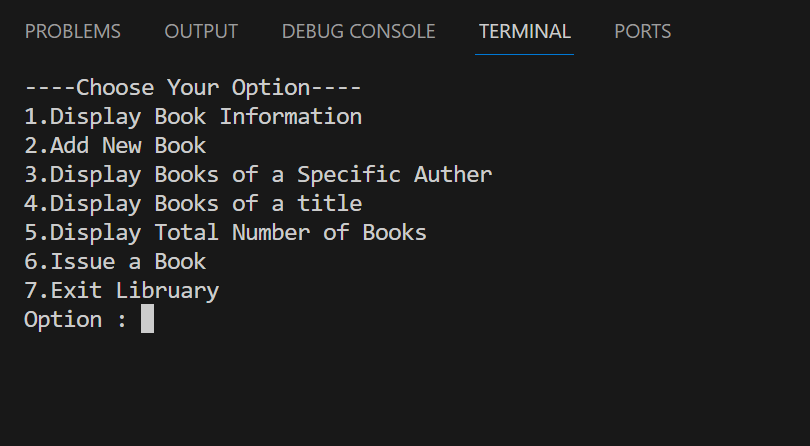 PROBLEMS OUTPUT DEBUG CONSOLE TERMINAL PORTS
----Choose Your Option----
1.Display Book Information
2.Add New Book
3.Display Books of a Specific Auther
4.Display Books of a title
5.Display Total Number of Books
6.Issue a Book
7.Exit Libruary
Option :